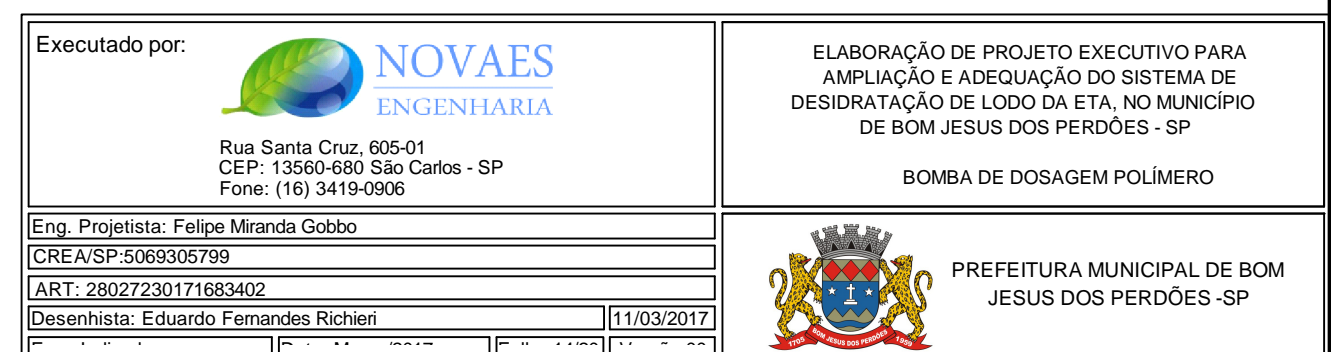 Executado por:
NOVAES
ENGENHARIA
Rua Santa Cruz, 605-01
CEP: 13560-680 São Carlos - SP
Fone: (16) 3419-0906
Eng. Projetista: Felipe Miranda Gobbo
CREA/SP:5069305799
ART: 28027230171683402
Desenhista: Eduardo Fernandes Richieri
11/03/2017
ELABORAÇÃO DE PROJETO EXECUTIVO PARA
AMPLIAÇÃO E ADEQUAÇÃO DO SISTEMA DE
DESIDRATAÇÃO DE LODO DA ETA, NO MUNICÍPIO
DE BOM JESUS DOS PERDÔES - SP
BOMBA DE DOSAGEM POLÍMERO
PREFEITURA MUNICIPAL DE BOM
JESUS DOS PERDÕES -SP
1705 BOM JESUS DOS PERDÕES 1959